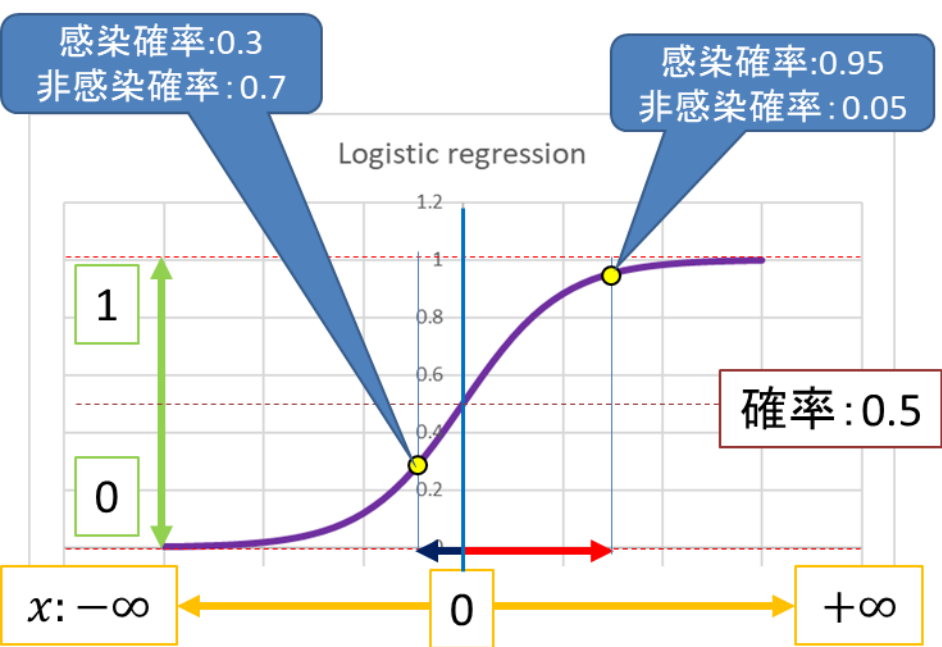 感染確率:0.3
非感染確率：0.7
感染確率:0.95
非感染確率：0.05
Logistic regression
1.2
1
1
0.8
0.6
確率：0.5
0.4
0
0.2
0
x: −∞
0
+∞